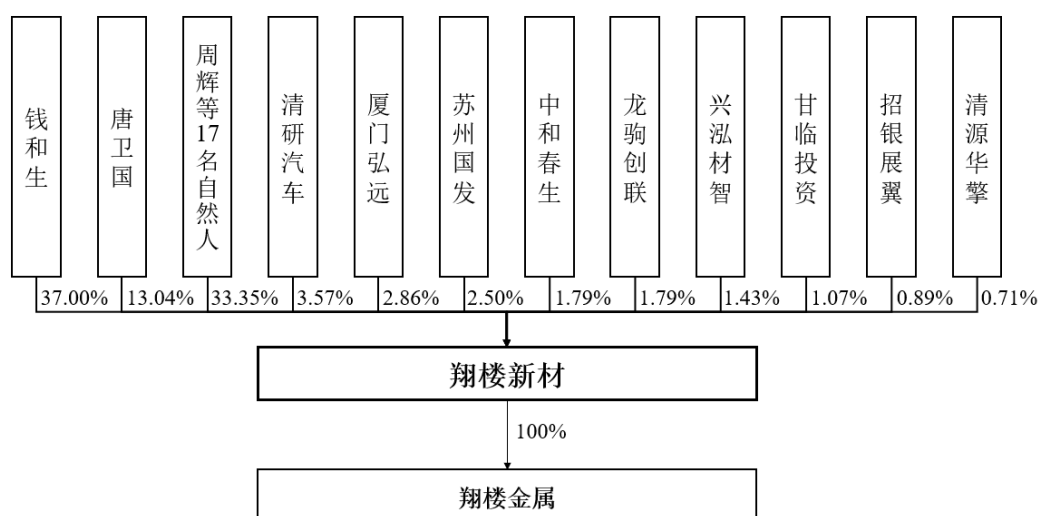 钱和生
唐卫国
周辉等17名自然人
清研汽车
厦门弘远
苏州国发
中和春生
龙驹创联
兴泓材智
甘临投资
招银展翼
清源华擎
37.00%
13.04%
33.35%
3.57%
2.86%
2.50%
1.79%
1.79%
1.43%
1.07%
0.89%
0.71%
翔楼新材
100%
翔楼金属